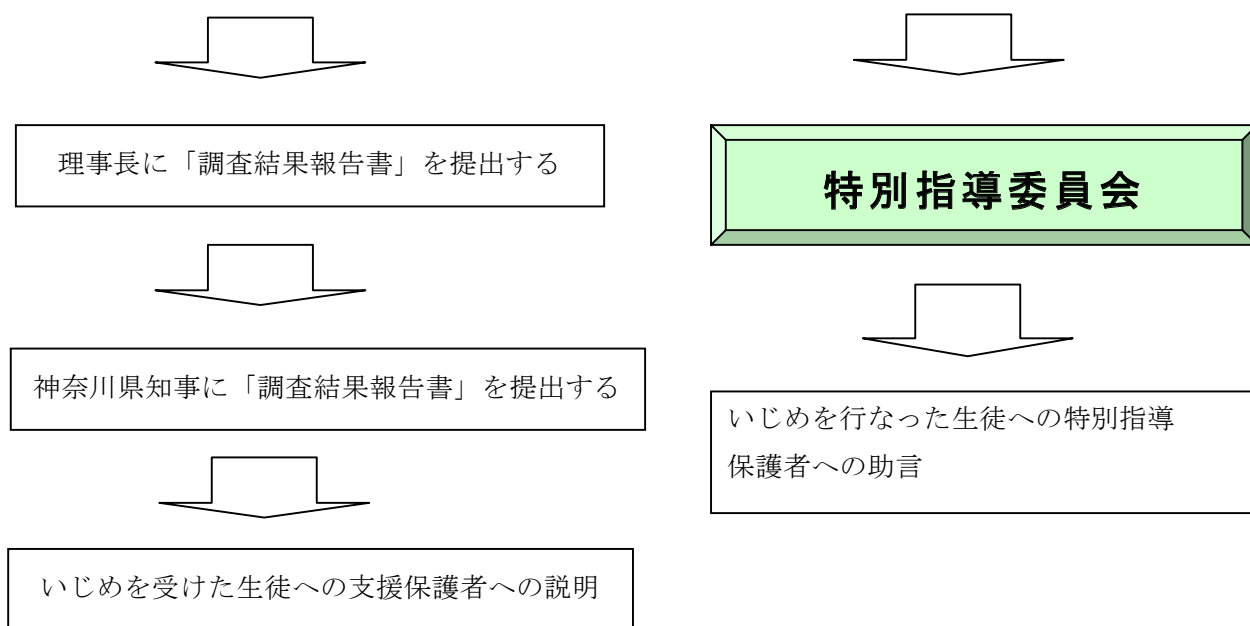 理事長に「調査結果報告書」を提出する
神奈川県知事に「調査結果報告書」を提出する
いじめを受けた生徒への支援保護者への説明
特別指導委員会
いじめを行なった生徒への特別指導
保護者への助言